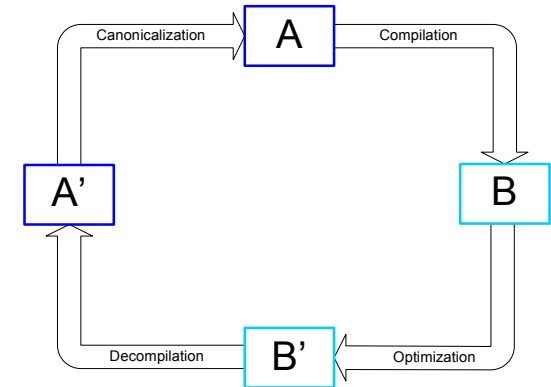 Canonicalization
A
Compilation
A’
B
Decompilation
B’
Optimization